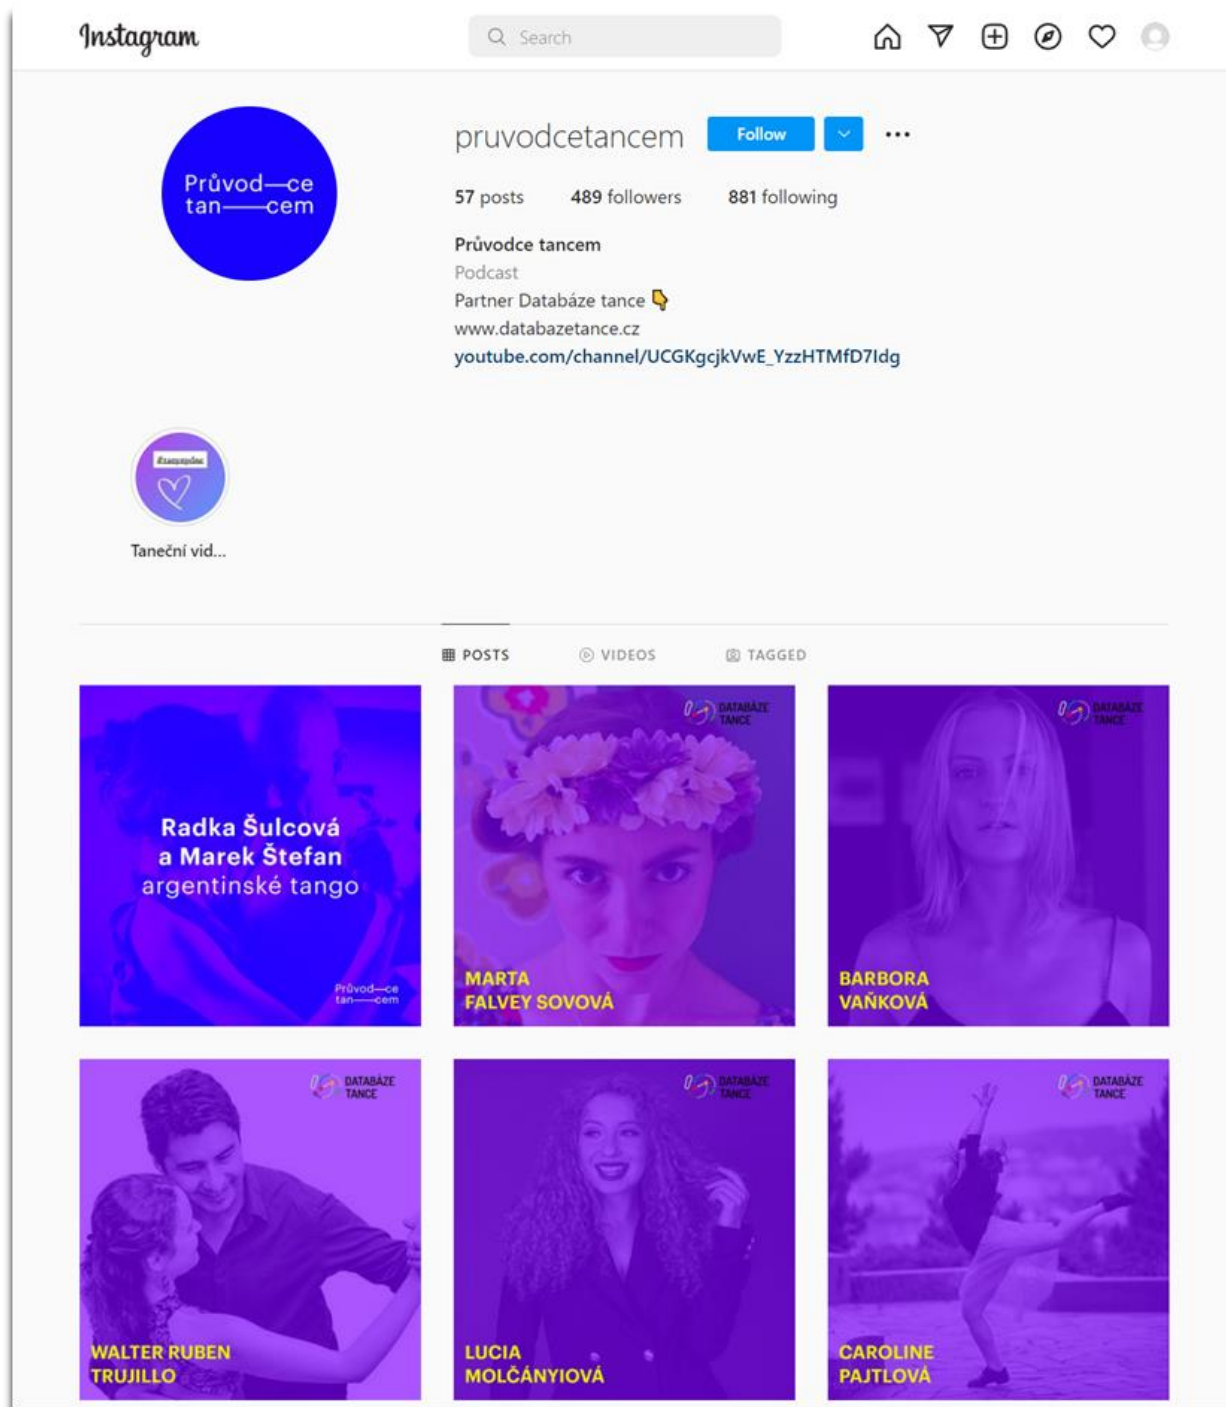 Instagram
Search
Průvod—ce
tan——cem
pruvodcetancem
Follow
57 posts 489 followers 881 following
Průvodce tancem
Podcast
Partner Databáze tance 👇
www.databazetance.cz
youtube.com/channel/UCGKgcjkVwE_YzzHTMfD7Idg
Taneční vid...
POSTS VIDEOS TAGGED
Radka Šulcová
a Marek Štefan
argentinské tango
Průvod—ce
tan——cem
DATABÁZE
TANCE
MARTA
FALVEY SOVOVÁ
DATABÁZE
TANCE
BARBORA
VAŇKOVÁ
DATABÁZE
TANCE
WALTER RUBEN
TRUJILLO
DATABÁZE
TANCE
LUCIA
MOLČÁNYIOVÁ
DATABÁZE
TANCE
CAROLINE
PAJTLOVÁ